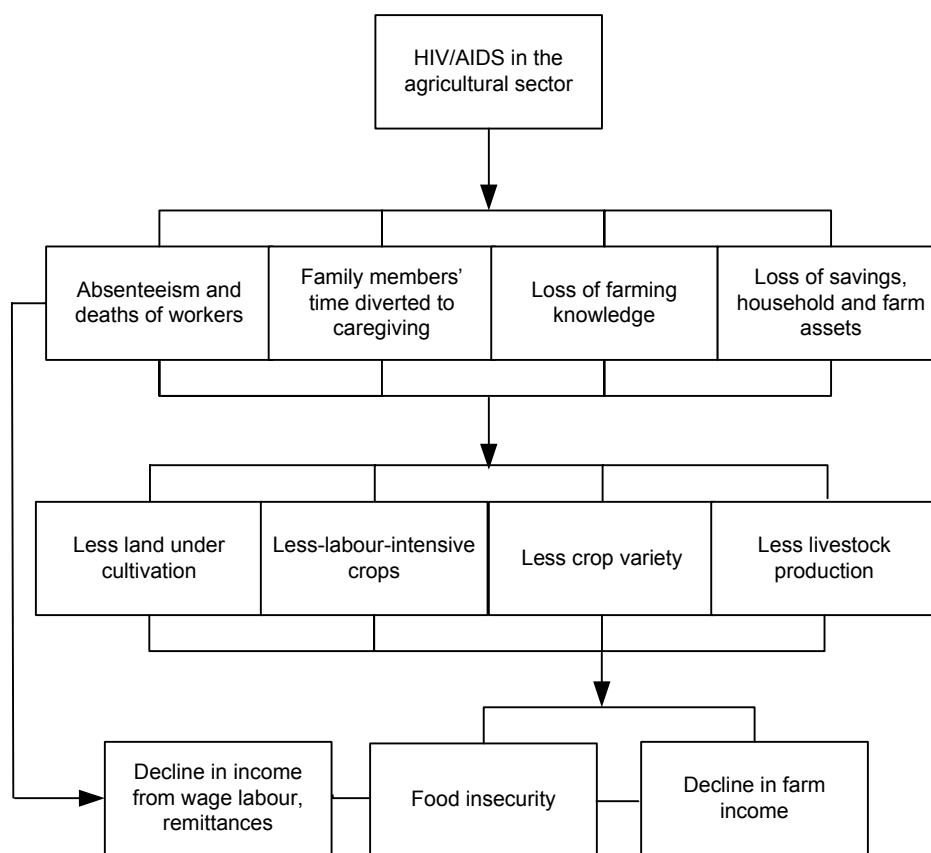 HIV/AIDS in the
agricultural sector
Absenteeism and
deaths of workers
Family members’
time diverted to
caregiving
Loss of farming
knowledge
Loss of savings,
household and farm
assets
Less land under
cultivation
Less-labour-intensive
crops
Less crop variety
Less livestock
production
Decline in income
from wage labour,
remittances
Food insecurity
Decline in farm
income